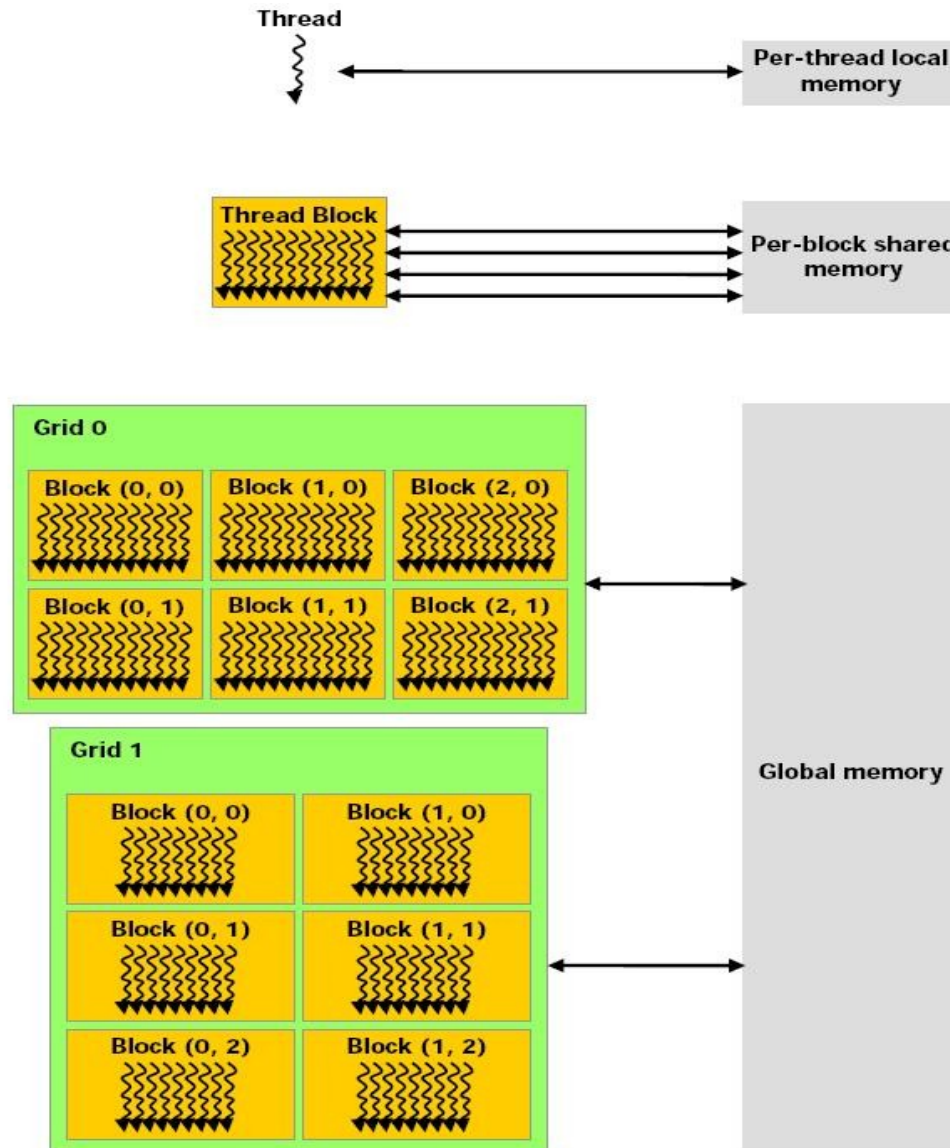 Thread
Per-thread local
memory
Thread Block
Per-block shared
memory
Grid 0
Block (0, 0)
Block (1, 0)
Block (2, 0)
Block (0, 1)
Block (1, 1)
Block (2, 1)
Global memory
Grid 1
Block (0, 0)
Block (1, 0)
Block (0, 1)
Block (1, 1)
Block (0, 2)
Block (1, 2)